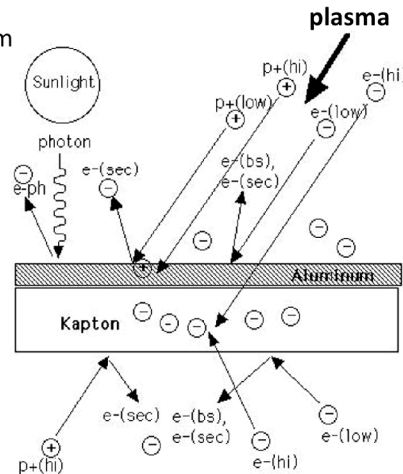 plasma
m
Sunlight
p+(hi)
e-(hi)
p+(low)
e-(low)
photon
e-ph
e-(sec)
e-(bs),
e-(sec)
+
Aluminum
Kapton
e-(sec)
e-(bs),
e-(sec)
p+(hi)
e-(hi)
e-(low)